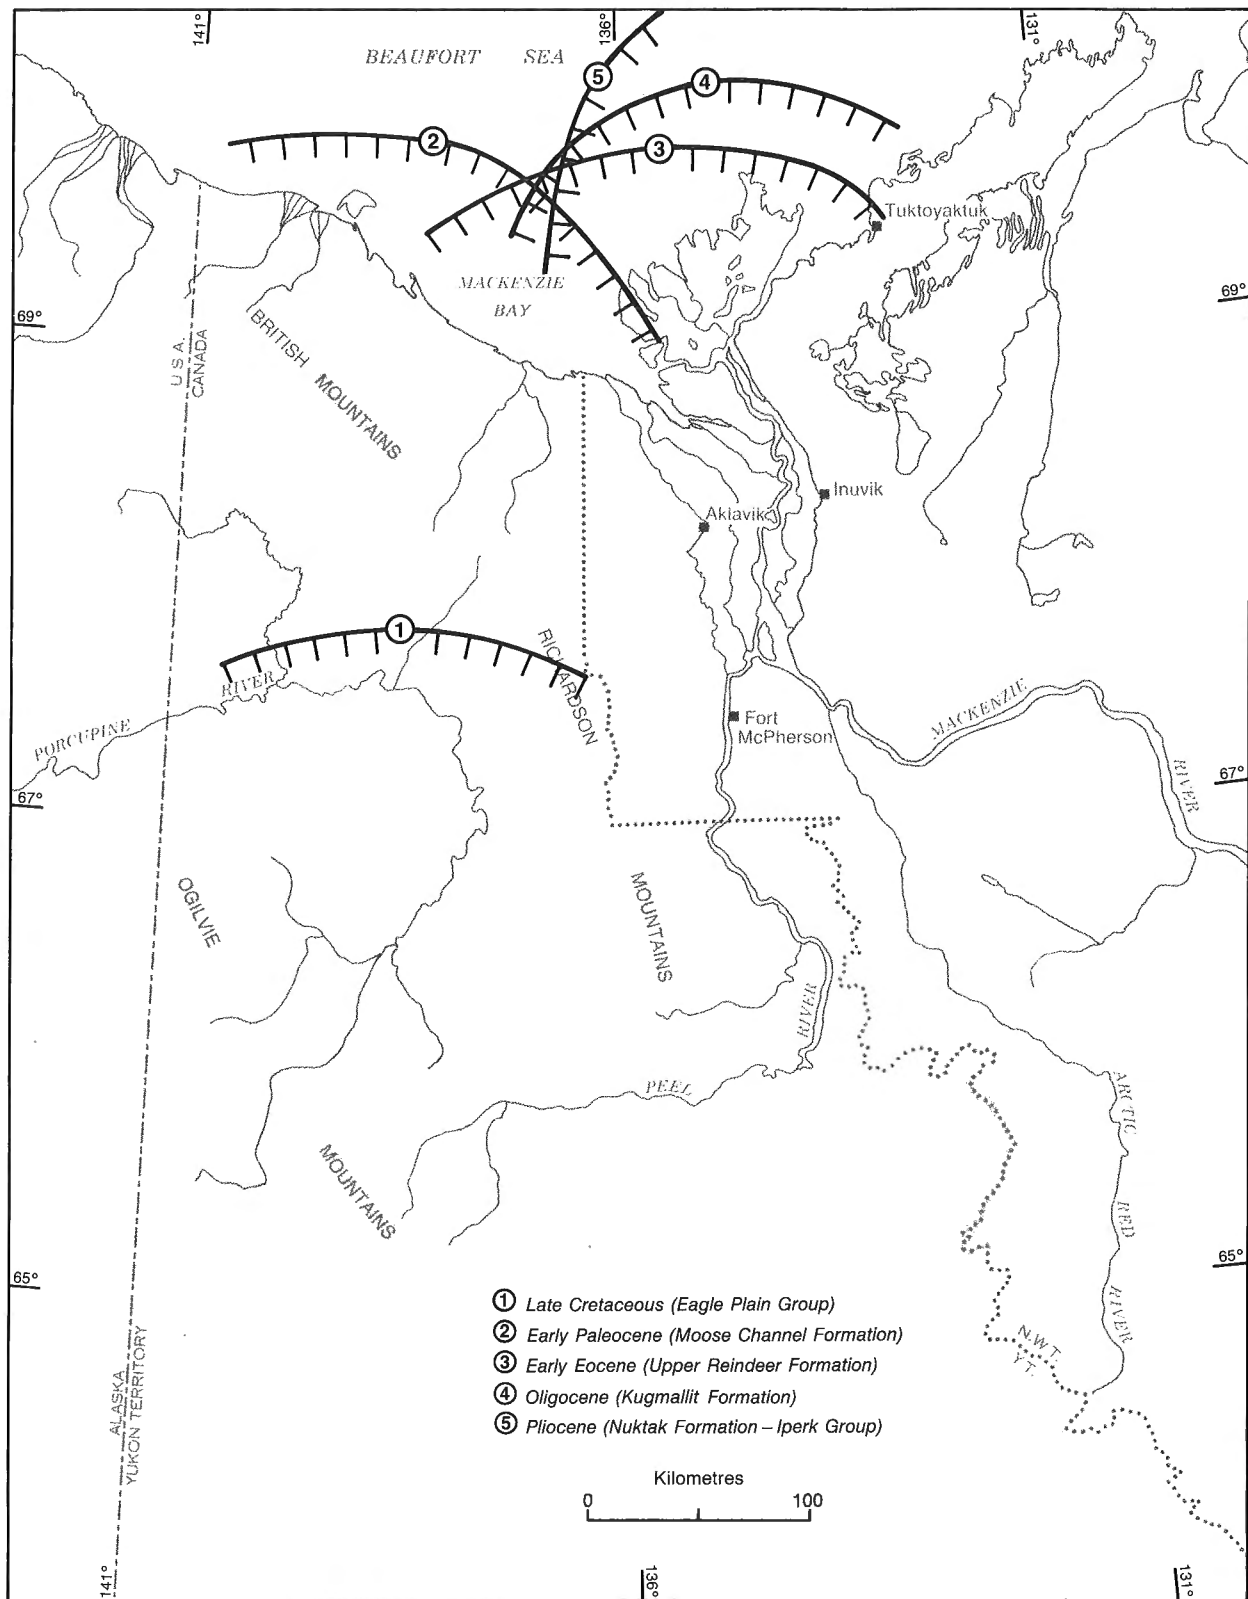 141°
136°
131°
BEAUFORT SEA
5
4
2
3
Tuktoyaktuk
MACKENZIE
BAY
69°
69°
U.S.A.
CANADA
BRITISH MOUNTAINS
Inuvik
Aklavik
1
RICHARDSON
RIVER
PORCUPINE
Fort
McPherson
MACKENZIE
RIVER
67°
67°
OGILVIE
MOUNTAINS
RIVER
PEEL
ARCTIC
MOUNTAINS
RED
65°
65°
RIVER
1 Late Cretaceous (Eagle Plain Group)
2 Early Paleocene (Moose Channel Formation)
3 Early Eocene (Upper Reindeer Formation)
4 Oligocene (Kugmallit Formation)
5 Pliocene (Nuktak Formation – Iperk Group)
N.W.T.
Y.T.
ALASKA
YUKON TERRITORY
Kilometres
0 100
141°
136°
131°